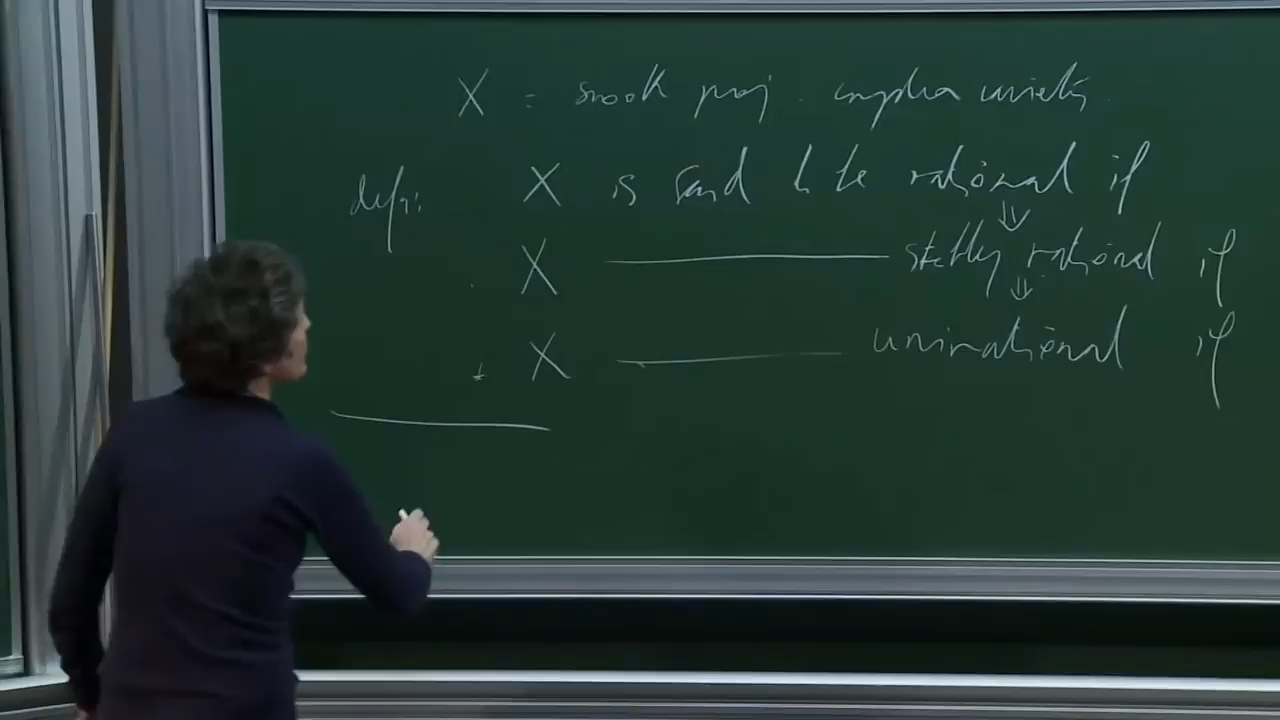 X = smooth proj. complex variety.
defn: X is said to be rational if
⇓
X ——— stably rational if
⇓
X ——— unirational if